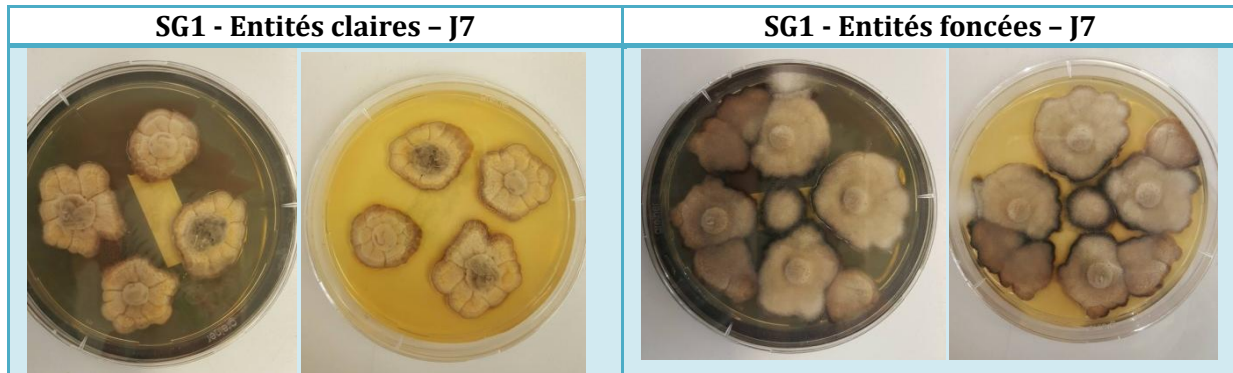 SG1 - Entités claires – J7
SG1 - Entités foncées – J7